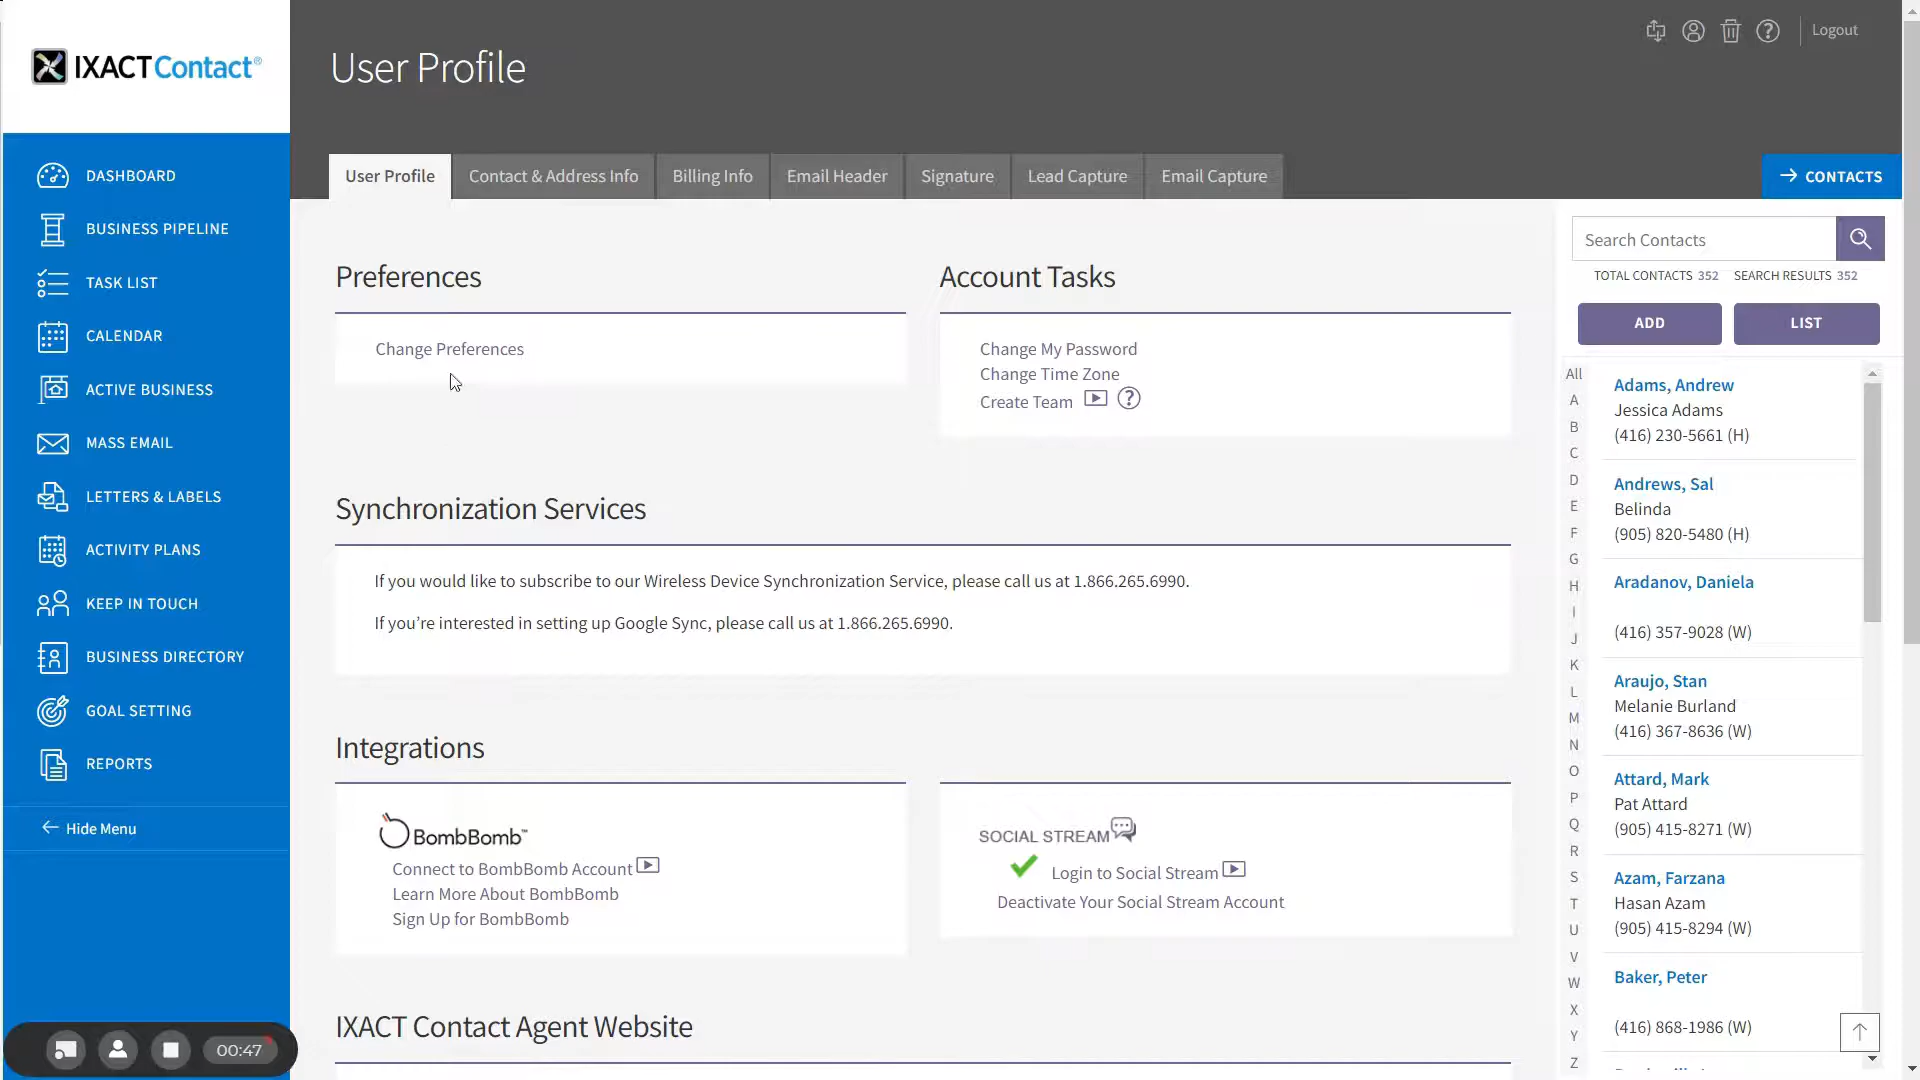 IXACTContact®
User Profile
Logout
DASHBOARD
BUSINESS PIPELINE
TASK LIST
CALENDAR
ACTIVE BUSINESS
MASS EMAIL
LETTERS & LABELS
ACTIVITY PLANS
KEEP IN TOUCH
BUSINESS DIRECTORY
GOAL SETTING
REPORTS
Hide Menu
00:47
User Profile
Contact & Address Info
Billing Info
Email Header
Signature
Lead Capture
Email Capture
Preferences
Change Preferences
Account Tasks
Change My Password
Change Time Zone
Create Team
Synchronization Services
If you would like to subscribe to our Wireless Device Synchronization Service, please call us at 1.866.265.6990.
If you’re interested in setting up Google Sync, please call us at 1.866.265.6990.
Integrations
BombBomb™
Connect to BombBomb Account
Learn More About BombBomb
Sign Up for BombBomb
SOCIAL STREAM
Login to Social Stream
Deactivate Your Social Stream Account
IXACT Contact Agent Website
CONTACTS
Search Contacts
TOTAL CONTACTS 352 SEARCH RESULTS 352
ADD
LIST
All
A
B
C
D
E
F
G
H
I
J
K
L
M
N
O
P
Q
R
S
T
U
V
W
X
Y
Z
Adams, Andrew
Jessica Adams
(416) 230-5661 (H)
Andrews, Sal
Belinda
(905) 820-5480 (H)
Aradanov, Daniela
(416) 357-9028 (W)
Araujo, Stan
Melanie Burland
(416) 367-8636 (W)
Attard, Mark
Pat Attard
(905) 415-8271 (W)
Azam, Farzana
Hasan Azam
(905) 415-8294 (W)
Baker, Peter
(416) 868-1986 (W)